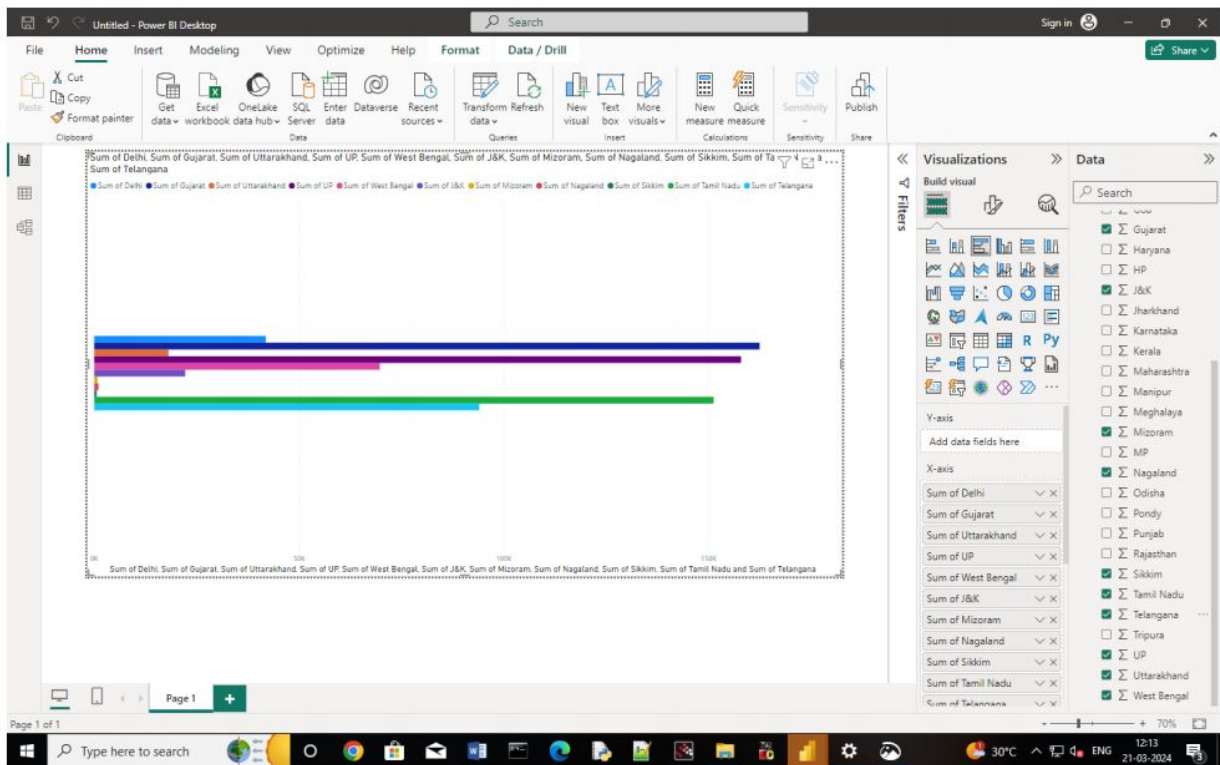 Untitled - Power BI Desktop
Search
Sign in
File Home Insert Modeling View Optimize Help Format Data / Drill
Share
Paste
Cut
Copy
Format painter
Get data
Excel workbook
OneLake data hub
SQL Server
Enter data
Dataverse
Recent sources
Transform data
Refresh
New visual
Text box
More visuals
New measure
Quick measure
Sensitivity
Publish
Clipboard Data Queries Insert Calculations Sensitivity Share
Sum of Delhi, Sum of Gujarat, Sum of Uttarakhand, Sum of UP, Sum of West Bengal, Sum of J&K, Sum of Mizoram, Sum of Nagaland, Sum of Sikkim, Sum of Ta
Sum of Telangana
Sum of Delhi Sum of Gujarat Sum of Uttarakhand Sum of UP Sum of West Bengal Sum of J&K Sum of Mizoram Sum of Nagaland Sum of Sikkim Sum of Tamil Nadu Sum of Telangana
0K 50K 100K 150K
Sum of Delhi, Sum of Gujarat, Sum of Uttarakhand, Sum of UP, Sum of West Bengal, Sum of J&K, Sum of Mizoram, Sum of Nagaland, Sum of Sikkim, Sum of Tamil Nadu and Sum of Telangana
Filters
Visualizations
Build visual
R Py
Y-axis
Add data fields here
X-axis
Sum of Delhi
Sum of Gujarat
Sum of Uttarakhand
Sum of UP
Sum of West Bengal
Sum of J&K
Sum of Mizoram
Sum of Nagaland
Sum of Sikkim
Sum of Tamil Nadu
Sum of Telangana
Data
Search
Gujarat
Haryana
HP
J&K
Jharkhand
Karnataka
Kerala
Maharashtra
Manipur
Meghalaya
Mizoram
MP
Nagaland
Odisha
Pondy
Punjab
Rajasthan
Sikkim
Tamil Nadu
Telangana
Tripura
UP
Uttarakhand
West Bengal
Page 1
Page 1 of 1
70%
Type here to search
30°C
ENG
12:13
21-03-2024
3